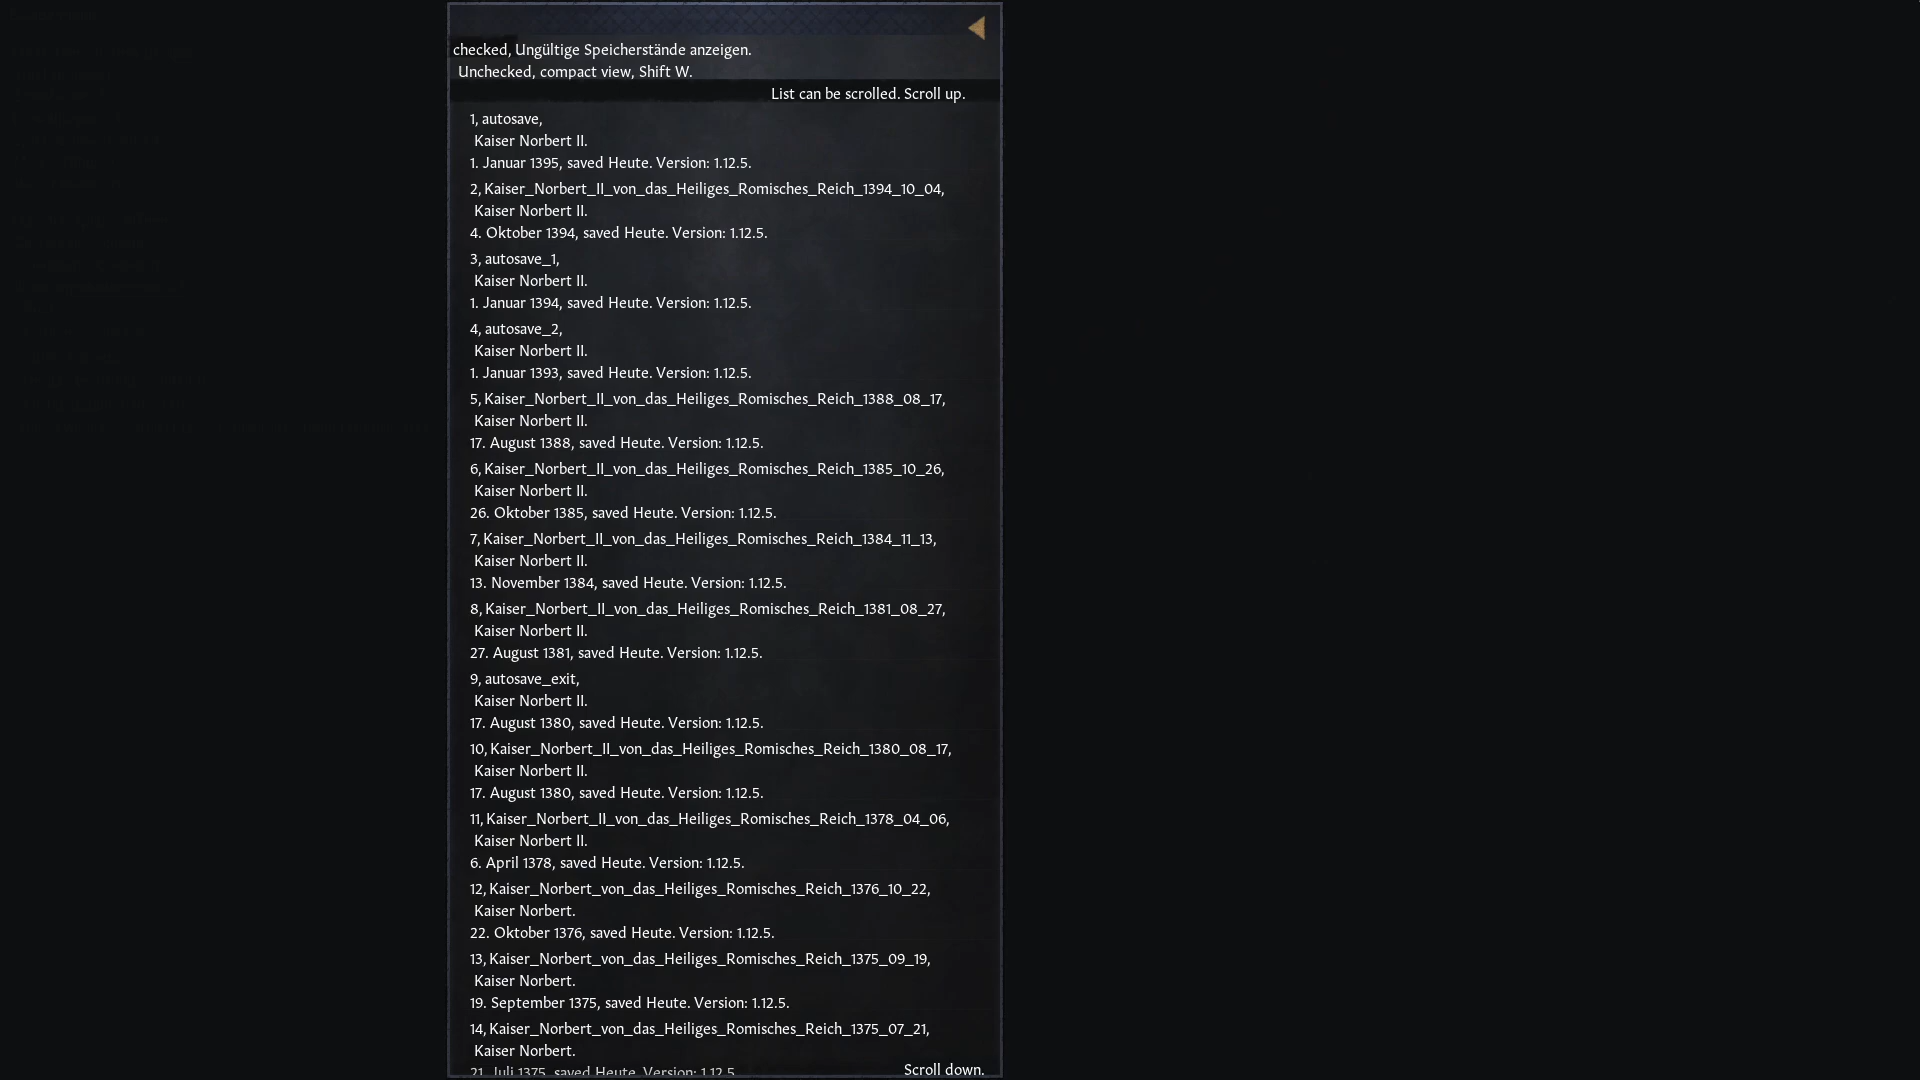 checked, Ungültige Speicherstände anzeigen.
Unchecked, compact view, Shift W.
List can be scrolled. Scroll up.
1, autosave,
Kaiser Norbert II.
1. Januar 1395, saved Heute. Version: 1.12.5.
2, Kaiser_Norbert_II_von_das_Heiliges_Romisches_Reich_1394_10_04,
Kaiser Norbert II.
4. Oktober 1394, saved Heute. Version: 1.12.5.
3, autosave_1,
Kaiser Norbert II.
1. Januar 1394, saved Heute. Version: 1.12.5.
4, autosave_2,
Kaiser Norbert II.
1. Januar 1393, saved Heute. Version: 1.12.5.
5, Kaiser_Norbert_II_von_das_Heiliges_Romisches_Reich_1388_08_17,
Kaiser Norbert II.
17. August 1388, saved Heute. Version: 1.12.5.
6, Kaiser_Norbert_II_von_das_Heiliges_Romisches_Reich_1385_10_26,
Kaiser Norbert II.
26. Oktober 1385, saved Heute. Version: 1.12.5.
7, Kaiser_Norbert_II_von_das_Heiliges_Romisches_Reich_1384_11_13,
Kaiser Norbert II.
13. November 1384, saved Heute. Version: 1.12.5.
8, Kaiser_Norbert_II_von_das_Heiliges_Romisches_Reich_1381_08_27,
Kaiser Norbert II.
27. August 1381, saved Heute. Version: 1.12.5.
9, autosave_exit,
Kaiser Norbert II.
17. August 1380, saved Heute. Version: 1.12.5.
10, Kaiser_Norbert_II_von_das_Heiliges_Romisches_Reich_1380_08_17,
Kaiser Norbert II.
17. August 1380, saved Heute. Version: 1.12.5.
11, Kaiser_Norbert_II_von_das_Heiliges_Romisches_Reich_1378_04_06,
Kaiser Norbert II.
6. April 1378, saved Heute. Version: 1.12.5.
12, Kaiser_Norbert_von_das_Heiliges_Romisches_Reich_1376_10_22,
Kaiser Norbert.
22. Oktober 1376, saved Heute. Version: 1.12.5.
13, Kaiser_Norbert_von_das_Heiliges_Romisches_Reich_1375_09_19,
Kaiser Norbert.
19. September 1375, saved Heute. Version: 1.12.5.
14, Kaiser_Norbert_von_das_Heiliges_Romisches_Reich_1375_07_21,
Kaiser Norbert.
21. Juli 1375, saved Heute. Version: 1.12.5.
Scroll down.